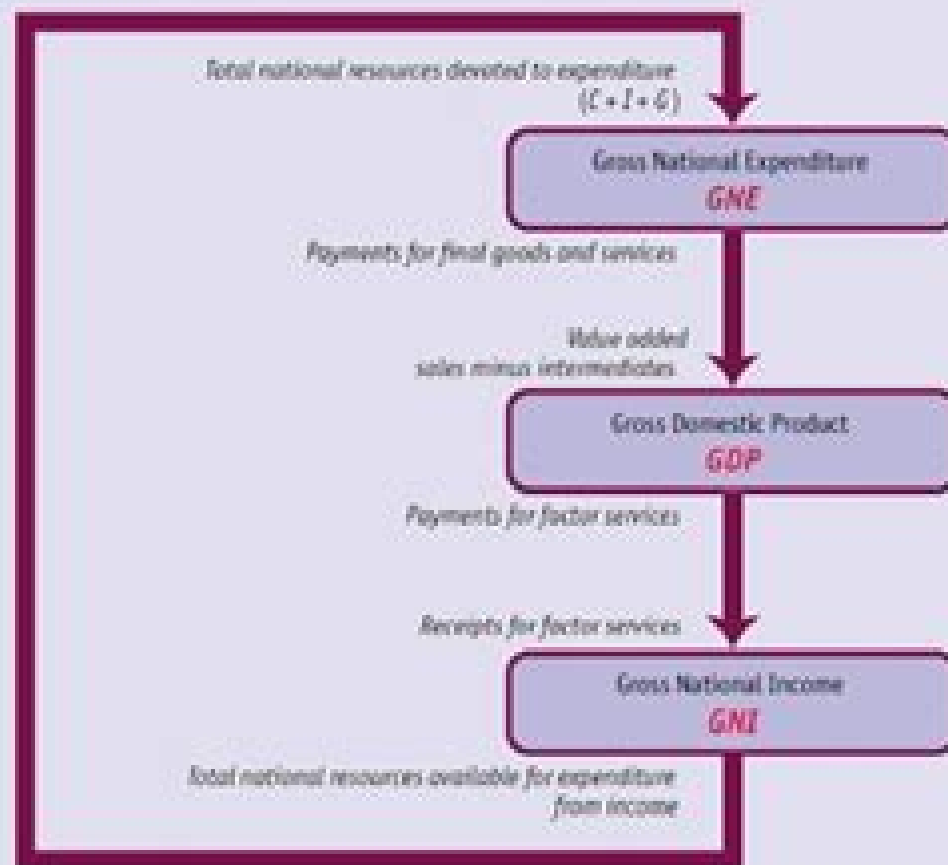 Total national resources devoted to expenditure
(C + I + G)
Gross National Expenditure
GNE
Payments for final goods and services
Value added
sales minus intermediates
Gross Domestic Product
GDP
Payments for factor services
Receipts for factor services
Gross National Income
GNI
Total national resources available for expenditure
from income